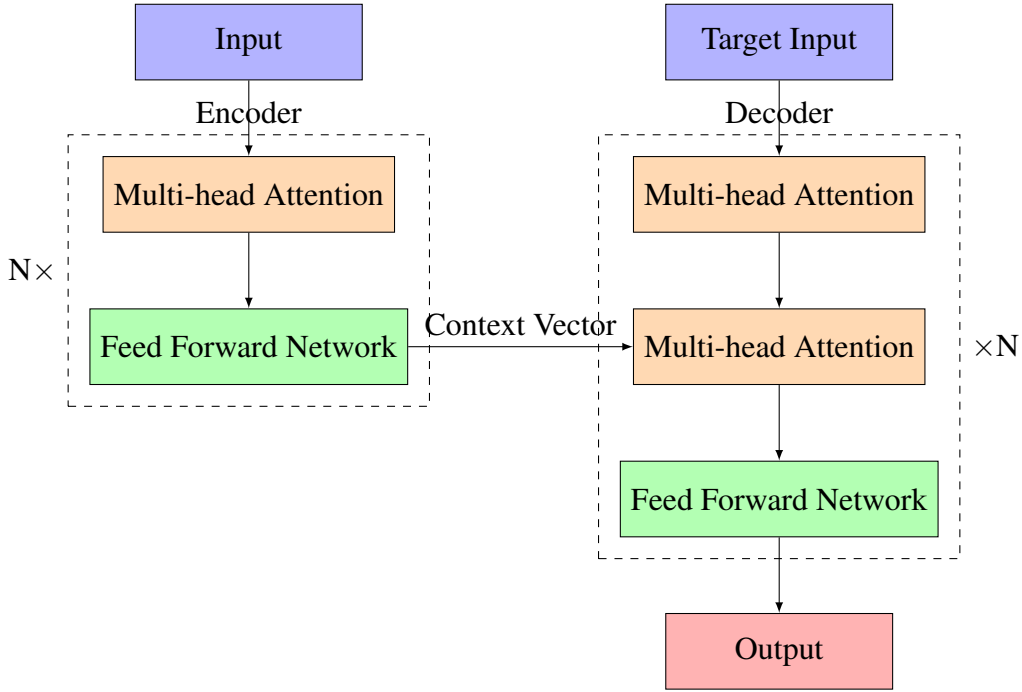 Input
Target Input
Encoder
Decoder
Multi-head Attention
Multi-head Attention
N×
Feed Forward Network
Context Vector
Multi-head Attention
×N
Feed Forward Network
Output